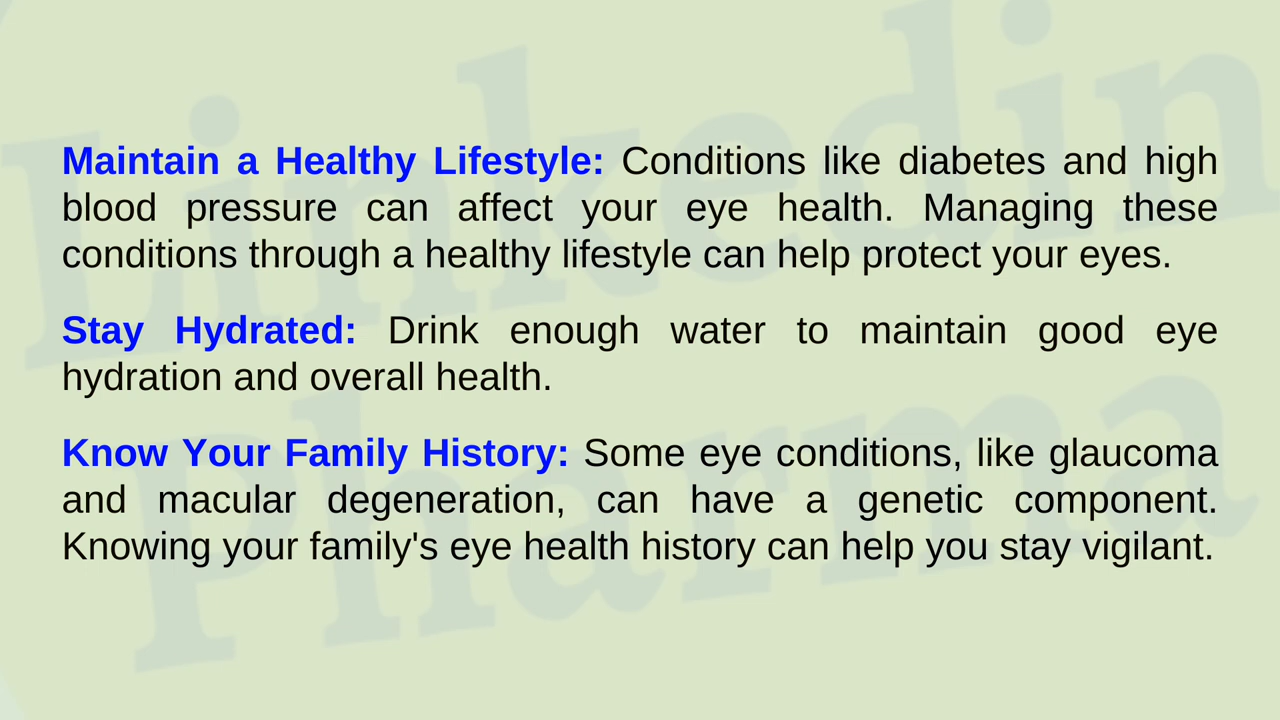 Maintain a Healthy Lifestyle: Conditions like diabetes and high
blood pressure can affect your eye health. Managing these
conditions through a healthy lifestyle can help protect your eyes.
Stay Hydrated: Drink enough water to maintain good eye
hydration and overall health.
Know Your Family History: Some eye conditions, like glaucoma
and macular degeneration, can have a genetic component.
Knowing your family's eye health history can help you stay vigilant.
Linkedin
Pharma